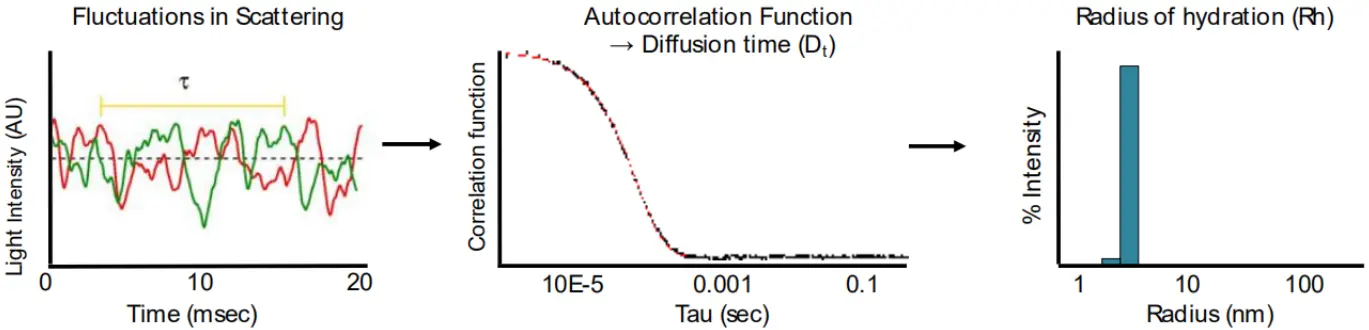 Fluctuations in Scattering
Light Intensity (AU)
τ
0 10 20
Time (msec)
Autocorrelation Function
→ Diffusion time (Dt)
Correlation function
10E-5 0.001 0.1
Tau (sec)
Radius of hydration (Rh)
% Intensity
1 10 100
Radius (nm)